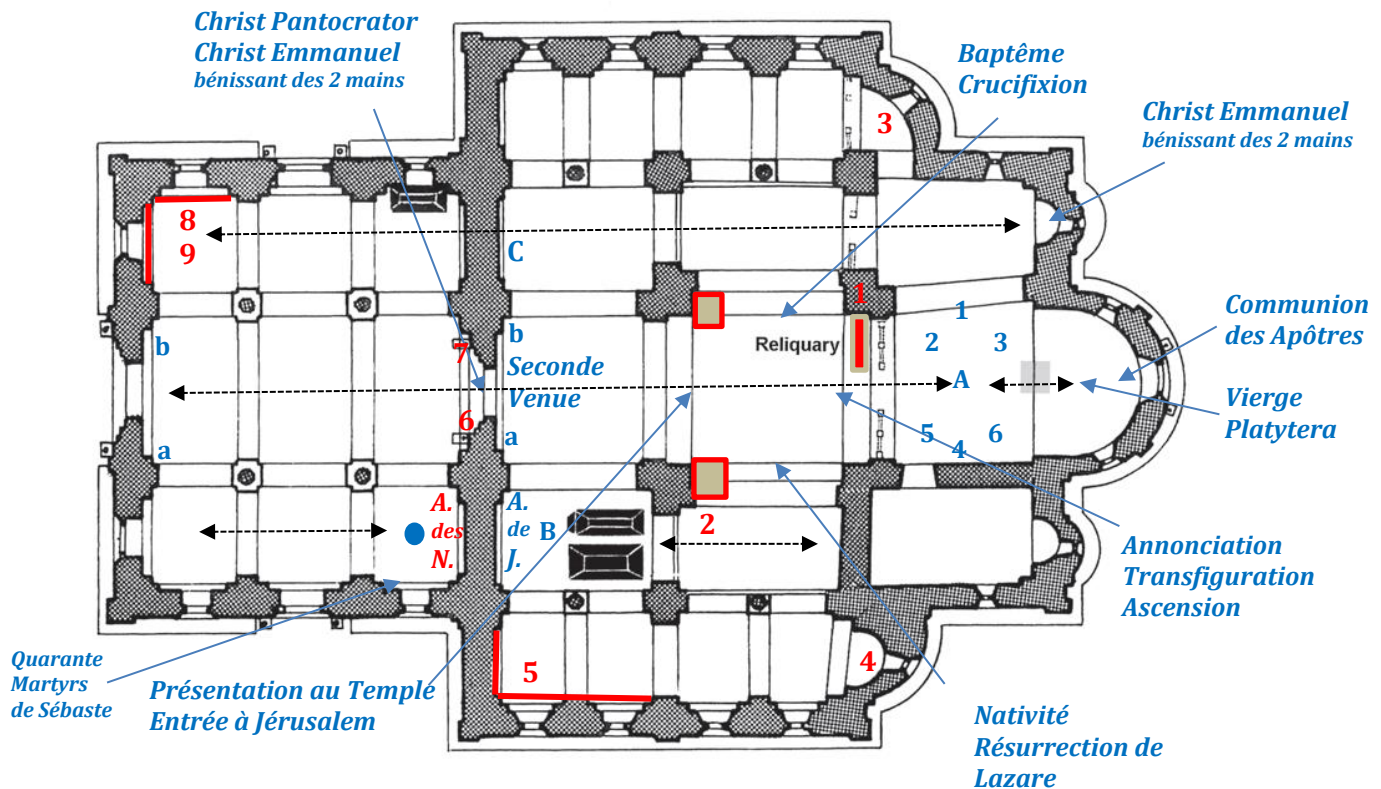 Christ Pantocrator
Christ Emmanuel
bénissant des 2 mains
Baptême
Crucifixion
Christ Emmanuel
bénissant des 2 mains
3
8
9
C
1
1
b
b
7
Reliquary
2
3
Communion
des Apôtres
Seconde
Venue
A
6
a
a
5
4
6
Vierge
Platytera
A.
des
N.
A.
de
J.
B
2
Annonciation
Transfiguration
Ascension
Quarante
Martyrs
de Sébaste
5
4
Présentation au Temple
Entrée à Jérusalem
Nativité
Résurrection de
Lazare